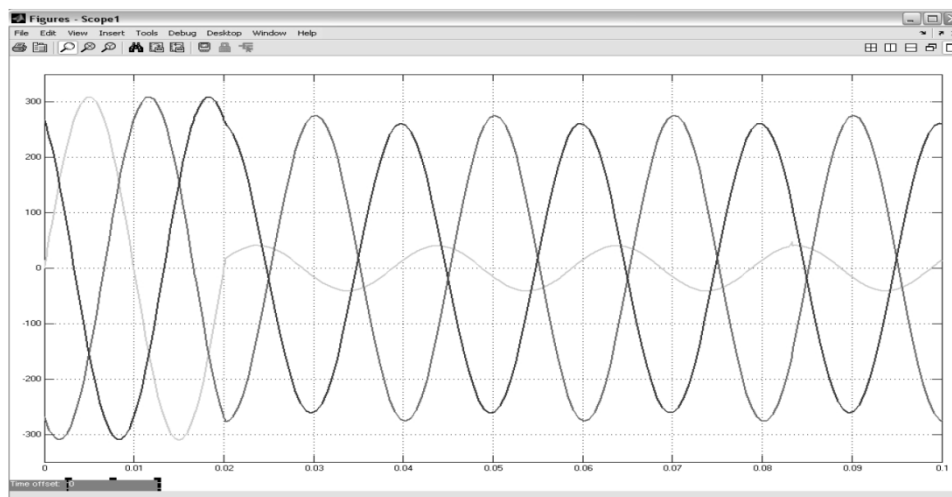 Figures - Scope1
File Edit View Insert Tools Debug Desktop Window Help
300
200
100
0
-100
-200
-300
0 0.01 0.02 0.03 0.04 0.05 0.06 0.07 0.08 0.09 0.1
Time offset: 0